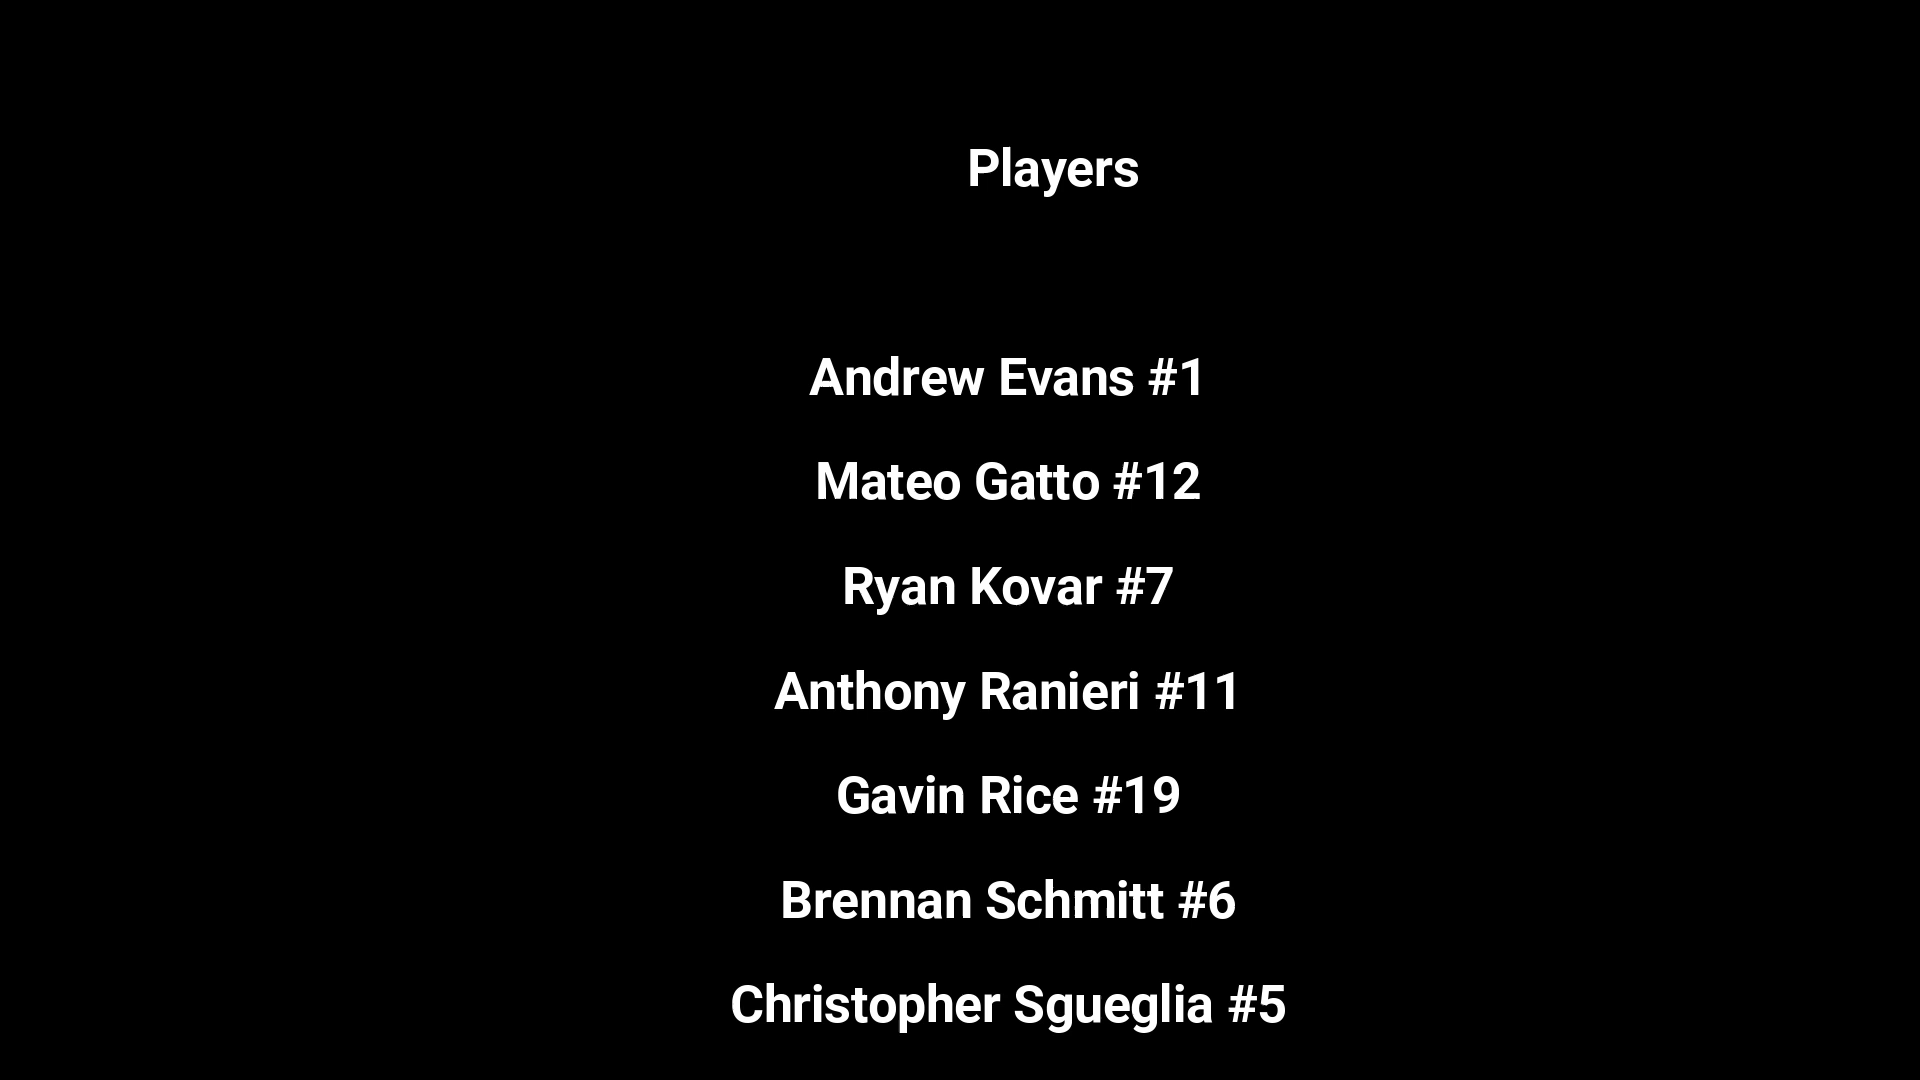 Players
Andrew Evans #1
Mateo Gatto #12
Ryan Kovar #7
Anthony Ranieri #11
Gavin Rice #19
Brennan Schmitt #6
Christopher Sgueglia #5